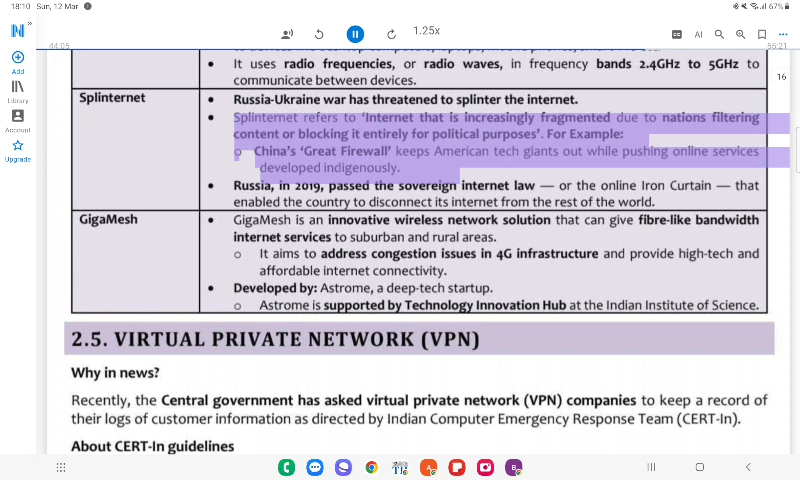 18:10 Sun, 12 Mar
67%
1.25x
AI
44:05
55:21
Add
Library
Account
Upgrade
16
It uses radio frequencies, or radio waves, in frequency bands 2.4GHz to 5GHz to
communicate between devices.
Splinternet
Russia-Ukraine war has threatened to splinter the internet.
Splinternet refers to ‘Internet that is increasingly fragmented due to nations filtering
content or blocking it entirely for political purposes’. For Example:
China’s ‘Great Firewall’ keeps American tech giants out while pushing online services
developed indigenously.
Russia, in 2019, passed the sovereign internet law — or the online Iron Curtain — that
enabled the country to disconnect its internet from the rest of the world.
GigaMesh
GigaMesh is an innovative wireless network solution that can give fibre-like bandwidth
internet services to suburban and rural areas.
It aims to address congestion issues in 4G infrastructure and provide high-tech and
affordable internet connectivity.
Developed by: Astrome, a deep-tech startup.
Astrome is supported by Technology Innovation Hub at the Indian Institute of Science.
2.5. VIRTUAL PRIVATE NETWORK (VPN)
Why in news?
Recently, the Central government has asked virtual private network (VPN) companies to keep a record of
their logs of customer information as directed by Indian Computer Emergency Response Team (CERT-In).
About CERT-In guidelines